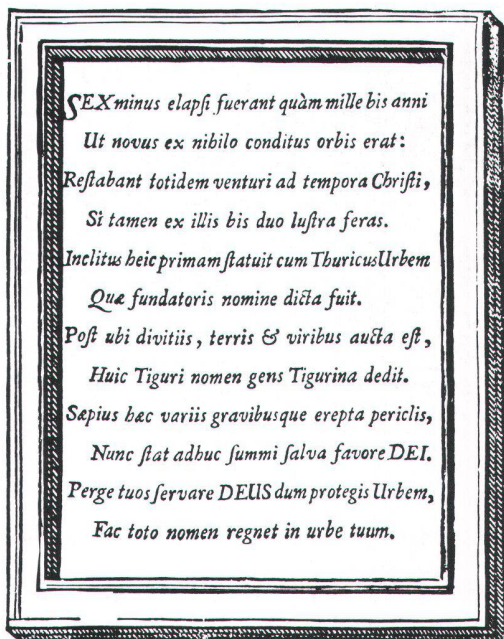 SEX minus elapſi fuerant quàm mille bis anni
Ut novus ex nihilo conditus orbis erat:
Reſtabant totidem venturi ad tempora Chriſti,
Si tamen ex illis bis duo luſtra feras.
Inclitus heic primam ſtatuit cum Thuricus Urbem
Quæ fundatoris nomine dicta fuit.
Poſt ubi divitiis, terris & viribus aucta eſt,
Huic Tiguri nomen gens Tigurina dedit.
Sæpius hæc variis gravibusque erepta periclis,
Nunc ſtat adhuc ſummi ſalva favore DEI.
Perge tuos ſervare DEUS dum protegis Urbem,
Fac toto nomen regnet in urbe tuum.